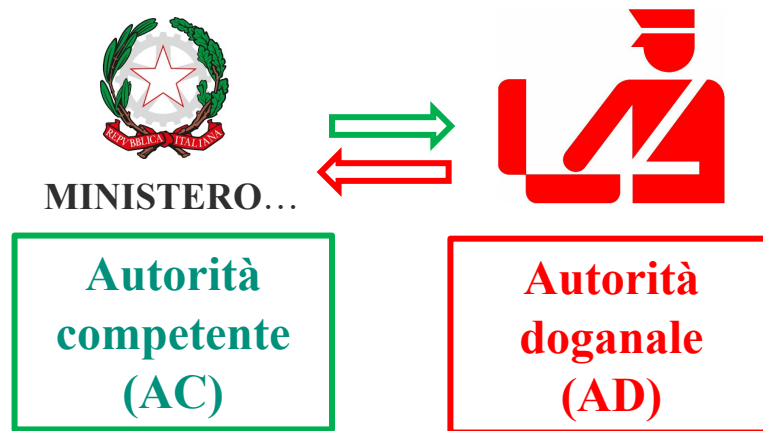 REPVBBLICA ITALIANA
MINISTERO…
Autorità
competente
(AC)
Autorità
doganale
(AD)